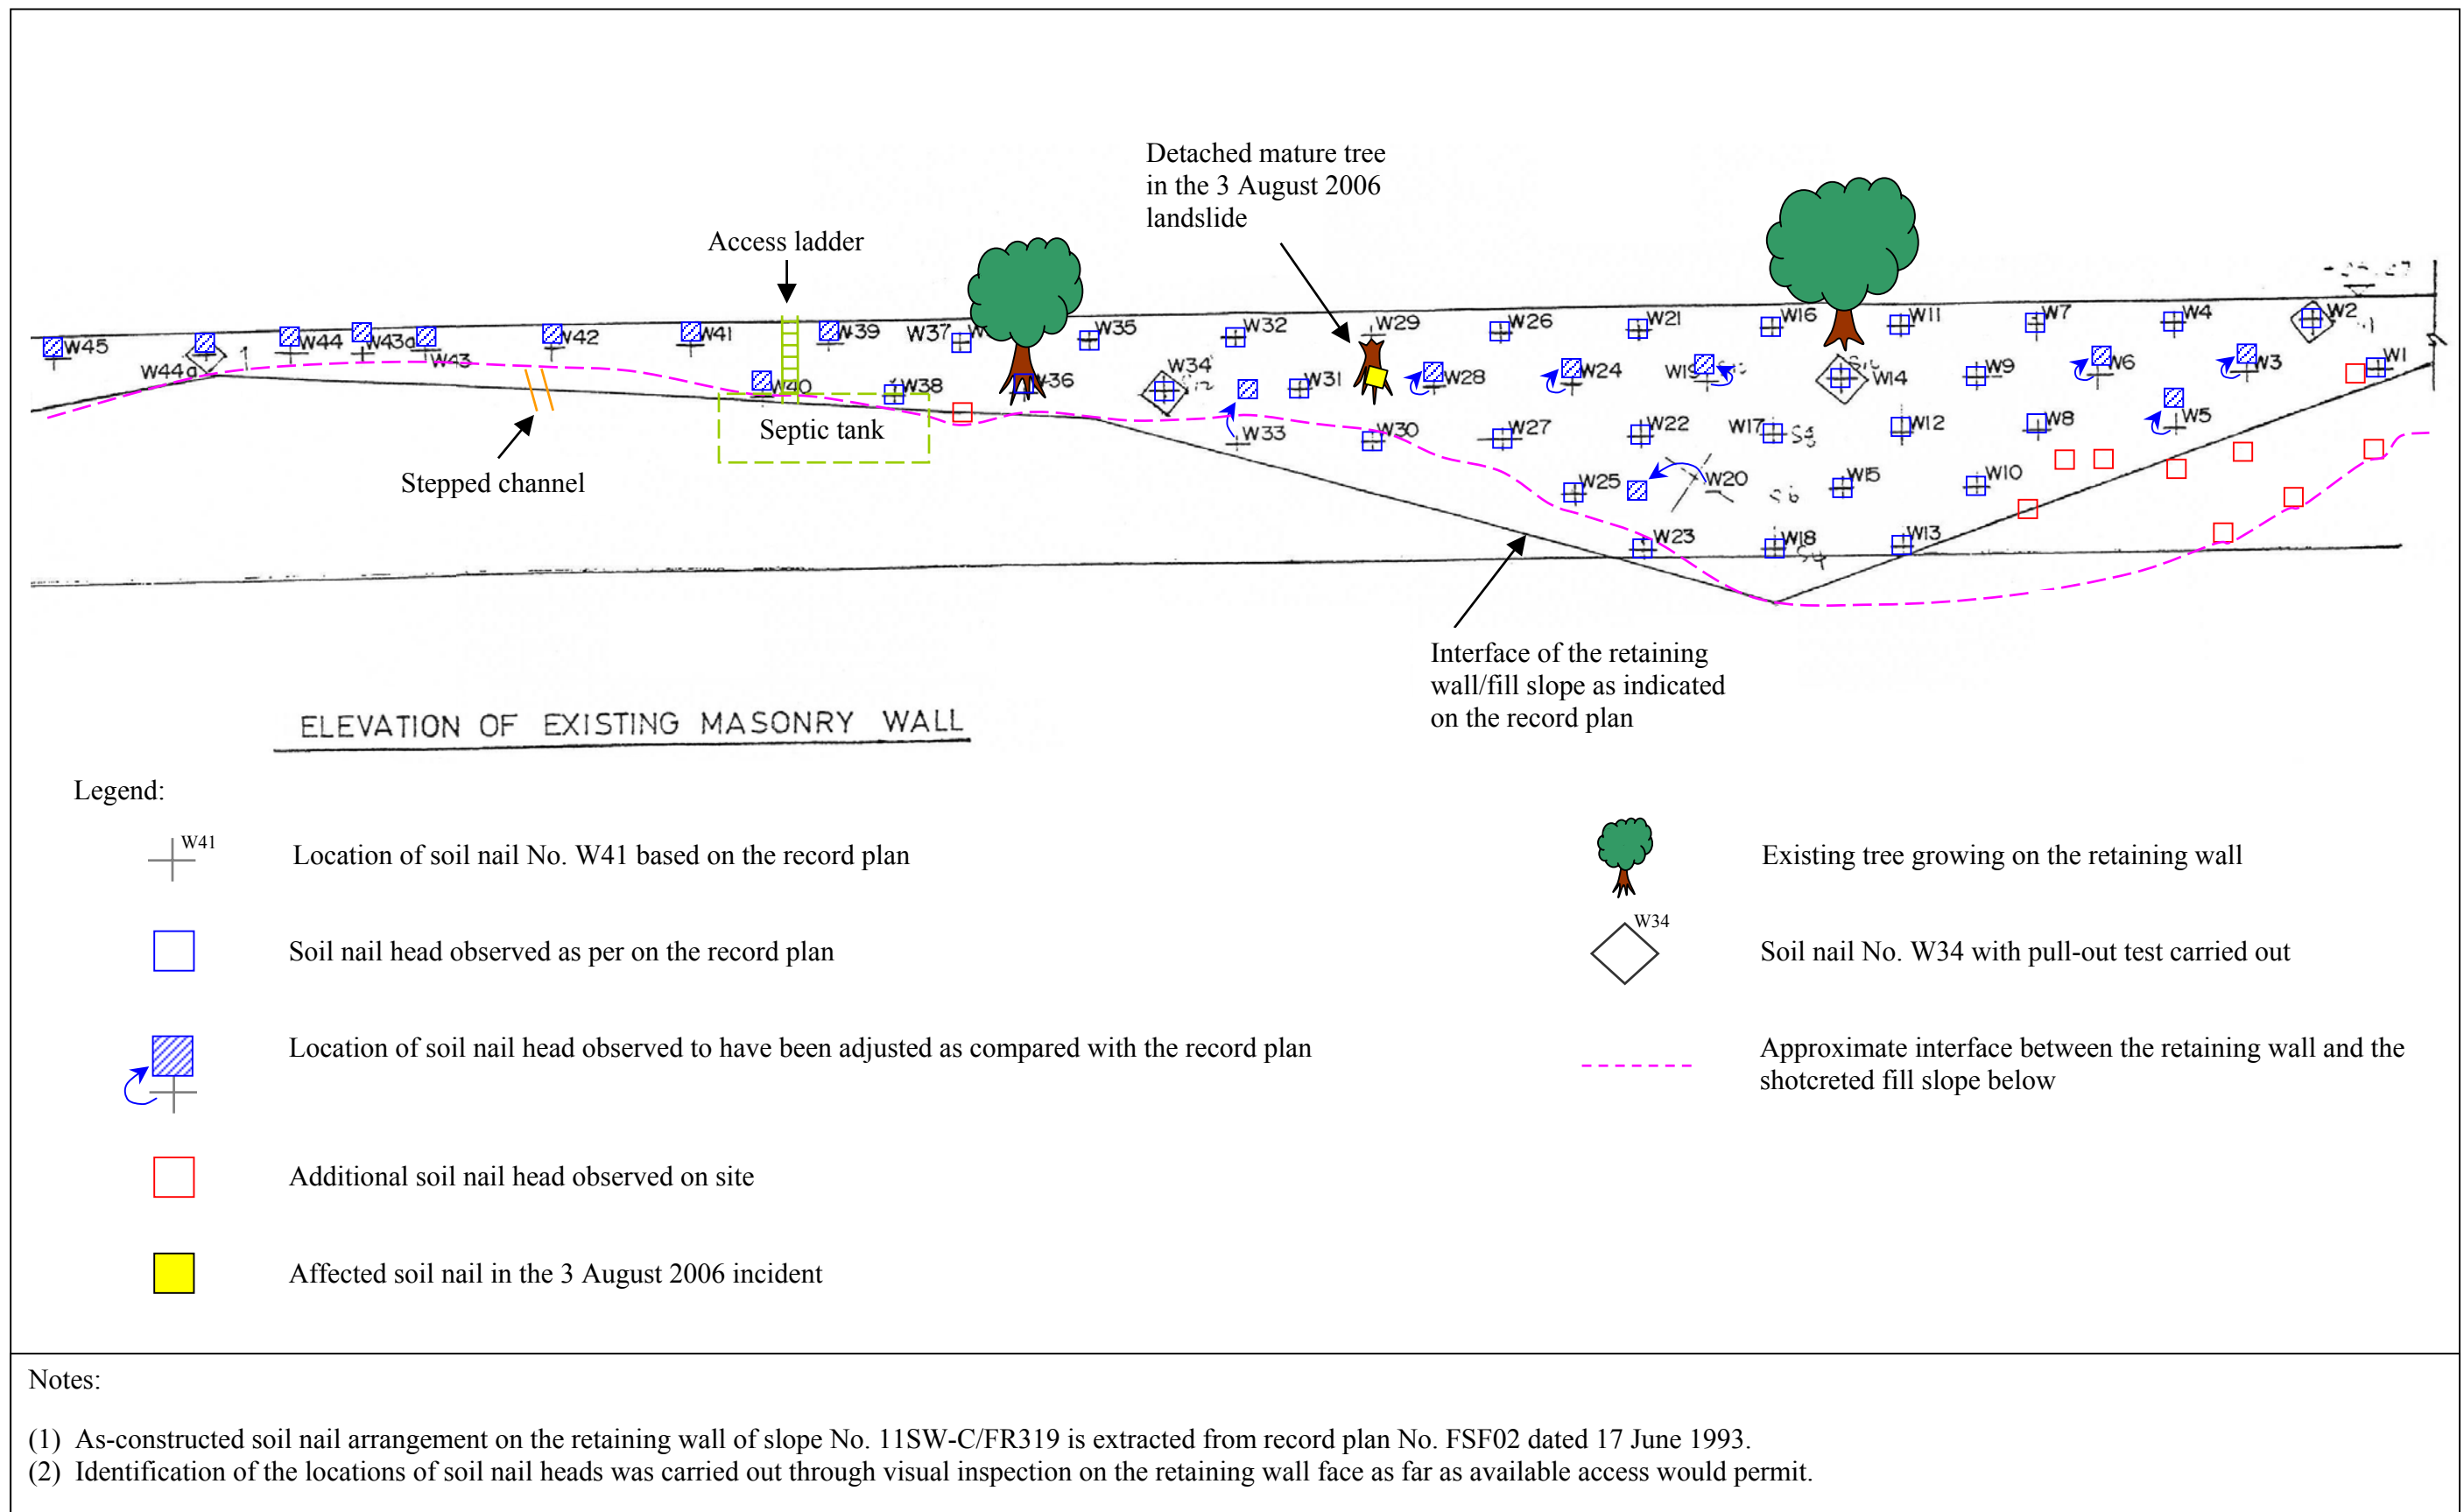 Detached mature tree
in the 3 August 2006
landslide
Access ladder
W45
W44a
W44
W43a
W43
W42
W41
W40
W39
W38
W37
W36
W35
W34
W33
W32
W31
W30
W29
W28
W27
W26
W25
W24
W23
W22
W21
W20
W19
W18
W17
W16
W15
W14
W13
W12
W11
W10
W9
W8
W7
W6
W5
W4
W3
W2
W1
Septic tank
Stepped channel
Interface of the retaining
wall/fill slope as indicated
on the record plan
ELEVATION OF EXISTING MASONRY WALL
Legend:
W41
Location of soil nail No. W41 based on the record plan
Soil nail head observed as per on the record plan
Location of soil nail head observed to have been adjusted as compared with the record plan
Additional soil nail head observed on site
Affected soil nail in the 3 August 2006 incident
Existing tree growing on the retaining wall
W34
Soil nail No. W34 with pull-out test carried out
Approximate interface between the retaining wall and the
shotcreted fill slope below
Notes:
(1) As-constructed soil nail arrangement on the retaining wall of slope No. 11SW-C/FR319 is extracted from record plan No. FSF02 dated 17 June 1993.
(2) Identification of the locations of soil nail heads was carried out through visual inspection on the retaining wall face as far as available access would permit.